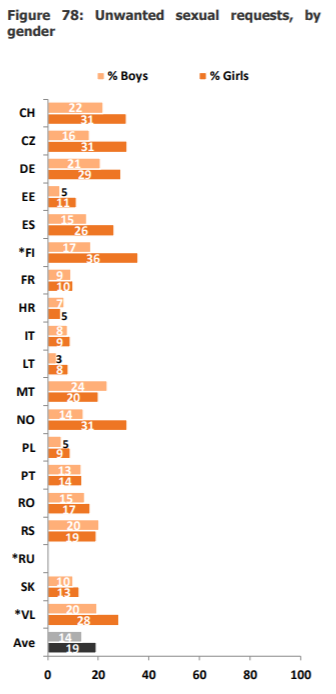 Figure 78: Unwanted sexual requests, by
gender
% Boys % Girls
CH 22
31
CZ 16
31
DE 21
29
EE 5
11
ES 15
26
*FI 17
36
FR 9
10
HR 7
5
IT 8
9
LT 3
8
MT 24
20
NO 14
31
PL 5
9
PT 13
14
RO 15
17
RS 20
19
*RU
SK 10
13
*VL 20
28
Ave 14
19
0 20 40 60 80 100